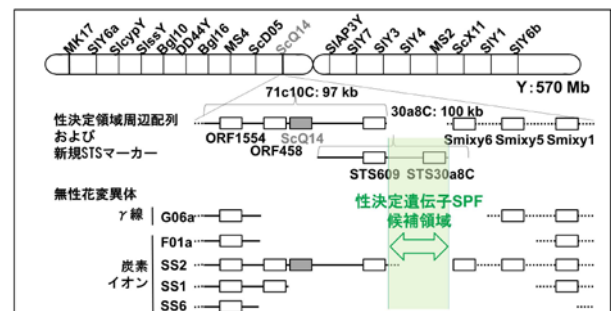 MK17 SlY6a SlcypY SlssY Bgl10 DD44Y Bgl16 MS4 ScD05 ScQ14 SlAP3Y SlY7 SlY3 SlY4 MS2 ScX11 SlY1 SlY6b
Y : 570 Mb
71c10C: 97 kb
30a8C: 100 kb
性決定領域周辺配列
および
新規STSマーカー
ORF1554 ORF458 ScQ14 Smixy6 Smixy5 Smixy1
STS609 STS30a8C
無性花変異体
性決定遺伝子SPF
候補領域
γ線 G06a
F01a
炭素
イオン
SS2
SS1
SS6